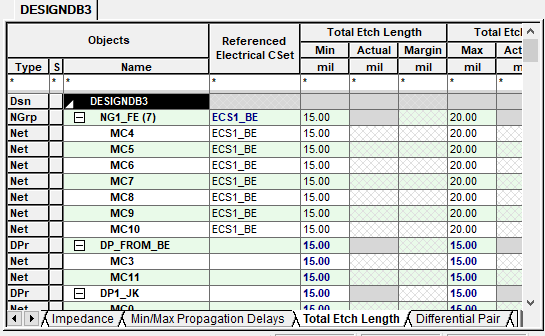 DESIGNDB3
Objects Referenced Electrical CSet Total Etch Length Total Etc
Min Actual Margin Max Act
Type S Name mil mil mil mil mi
* * * *
Dsn DESIGNDB3
NGrp NG1_FE (7) ECS1_BE 15.00 20.00
Net MC4 ECS1_BE 15.00 20.00
Net MC5 ECS1_BE 15.00 20.00
Net MC6 ECS1_BE 15.00 20.00
Net MC7 ECS1_BE 15.00 20.00
Net MC8 ECS1_BE 15.00 20.00
Net MC9 ECS1_BE 15.00 20.00
Net MC10 ECS1_BE 15.00 20.00
DPr DP_FROM_BE 15.00 15.00
Net MC3 15.00 15.00
Net MC11 15.00 15.00
DPr DP1_JK 15.00 15.00
Net 15.00 15.00
Impedance Min/Max Propagation Delays Total Etch Length Differential Pair